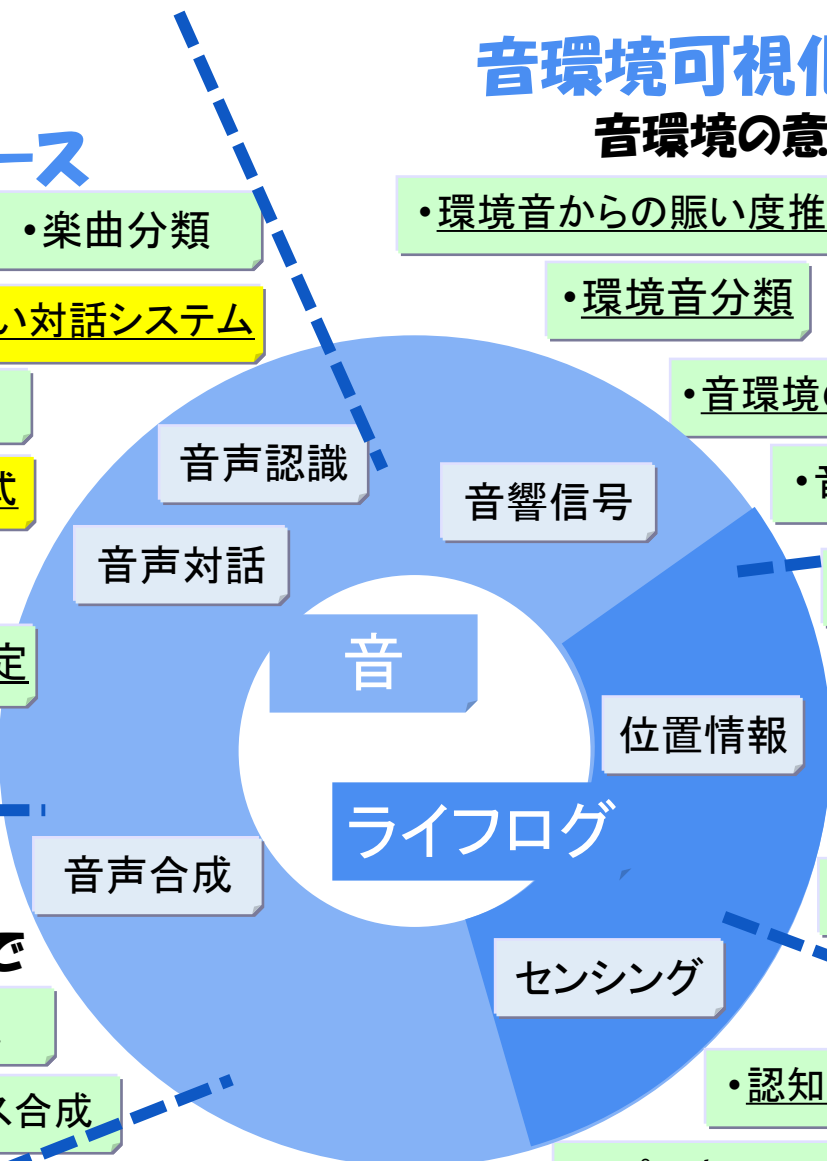 音環境可視化
音環境の意
ース
•楽曲分類
•環境音からの賑い度推
い対話システム
•環境音分類
•音環境の
音声認識
式
音響信号
音声対話
音
定
位置情報
ライフログ
音声合成
で
センシング
•認知
ス合成